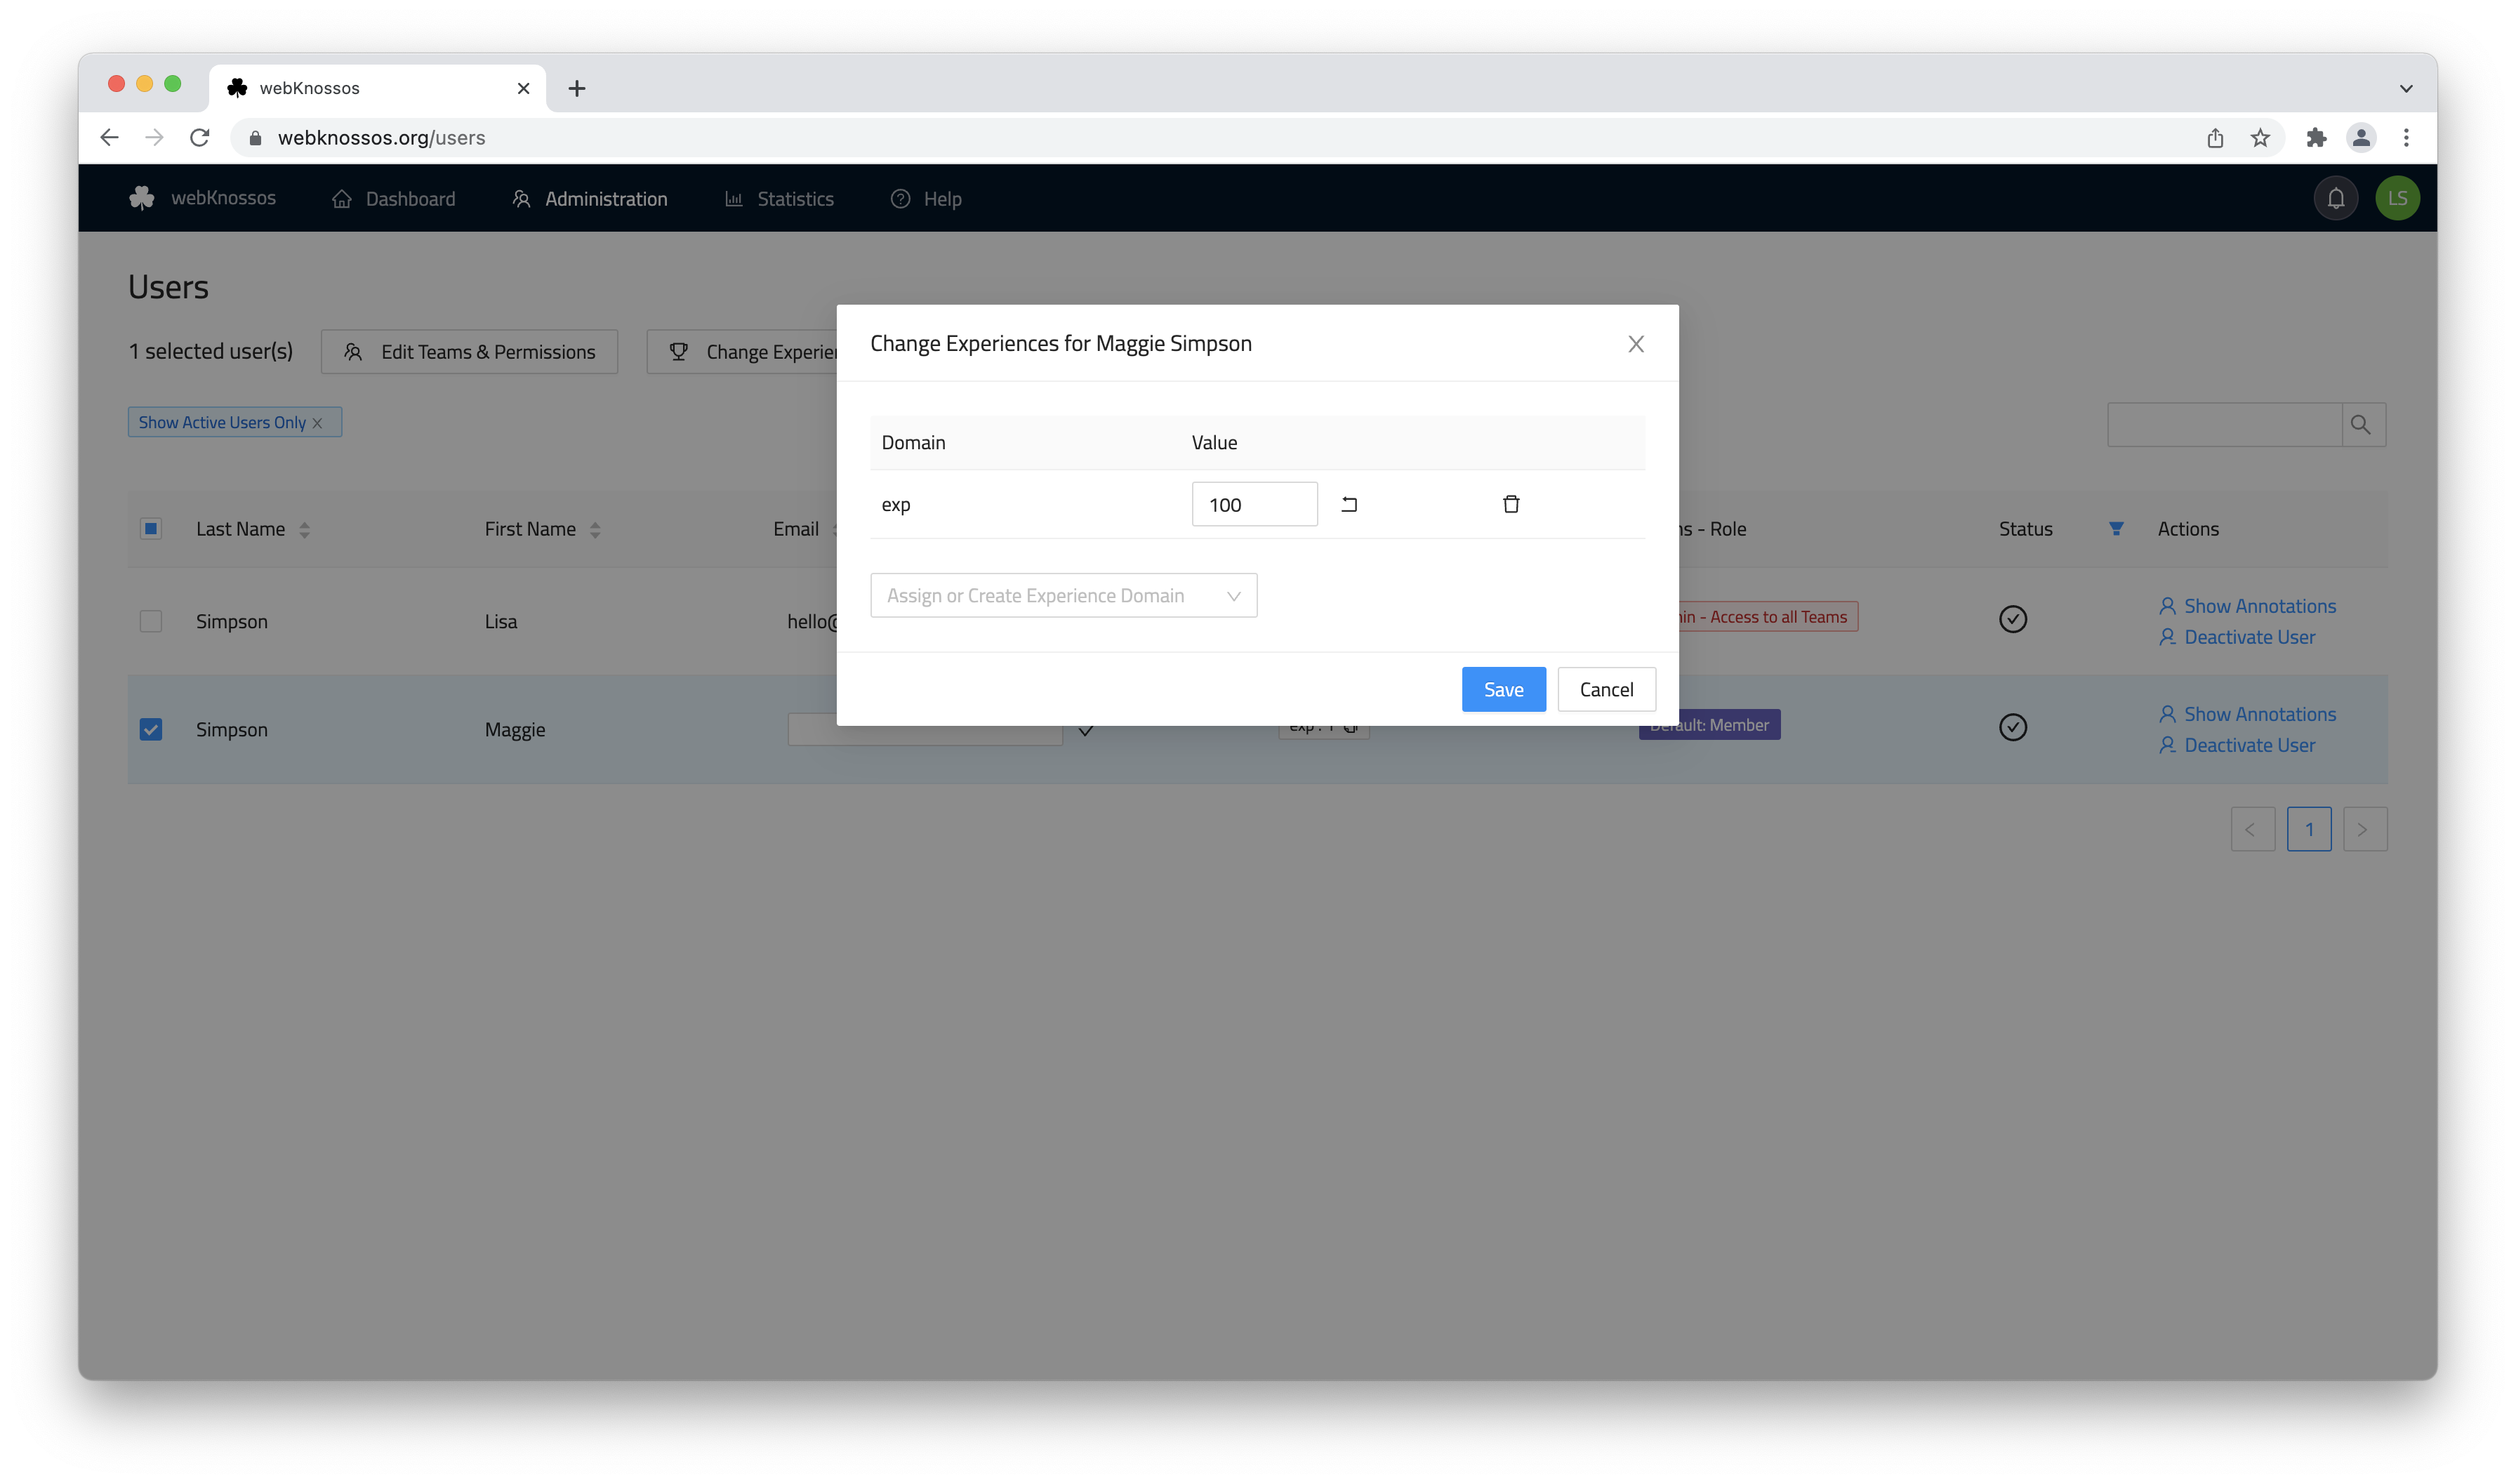 webKnossos
webknossos.org/users
webKnossos Dashboard Administration Statistics Help LS
Users
1 selected user(s) Edit Teams & Permissions Change
Change Experiences for Maggie Simpson
Show Active Users Only
Domain Value
exp 100
Assign or Create Experience Domain
Save Cancel
Last Name First Name Email - Role Status Actions
Simpson Lisa hello@ - Access to all Teams Show Annotations
Deactivate User
Simpson Maggie exp : 1 Default: Member Show Annotations
Deactivate User
< 1 >